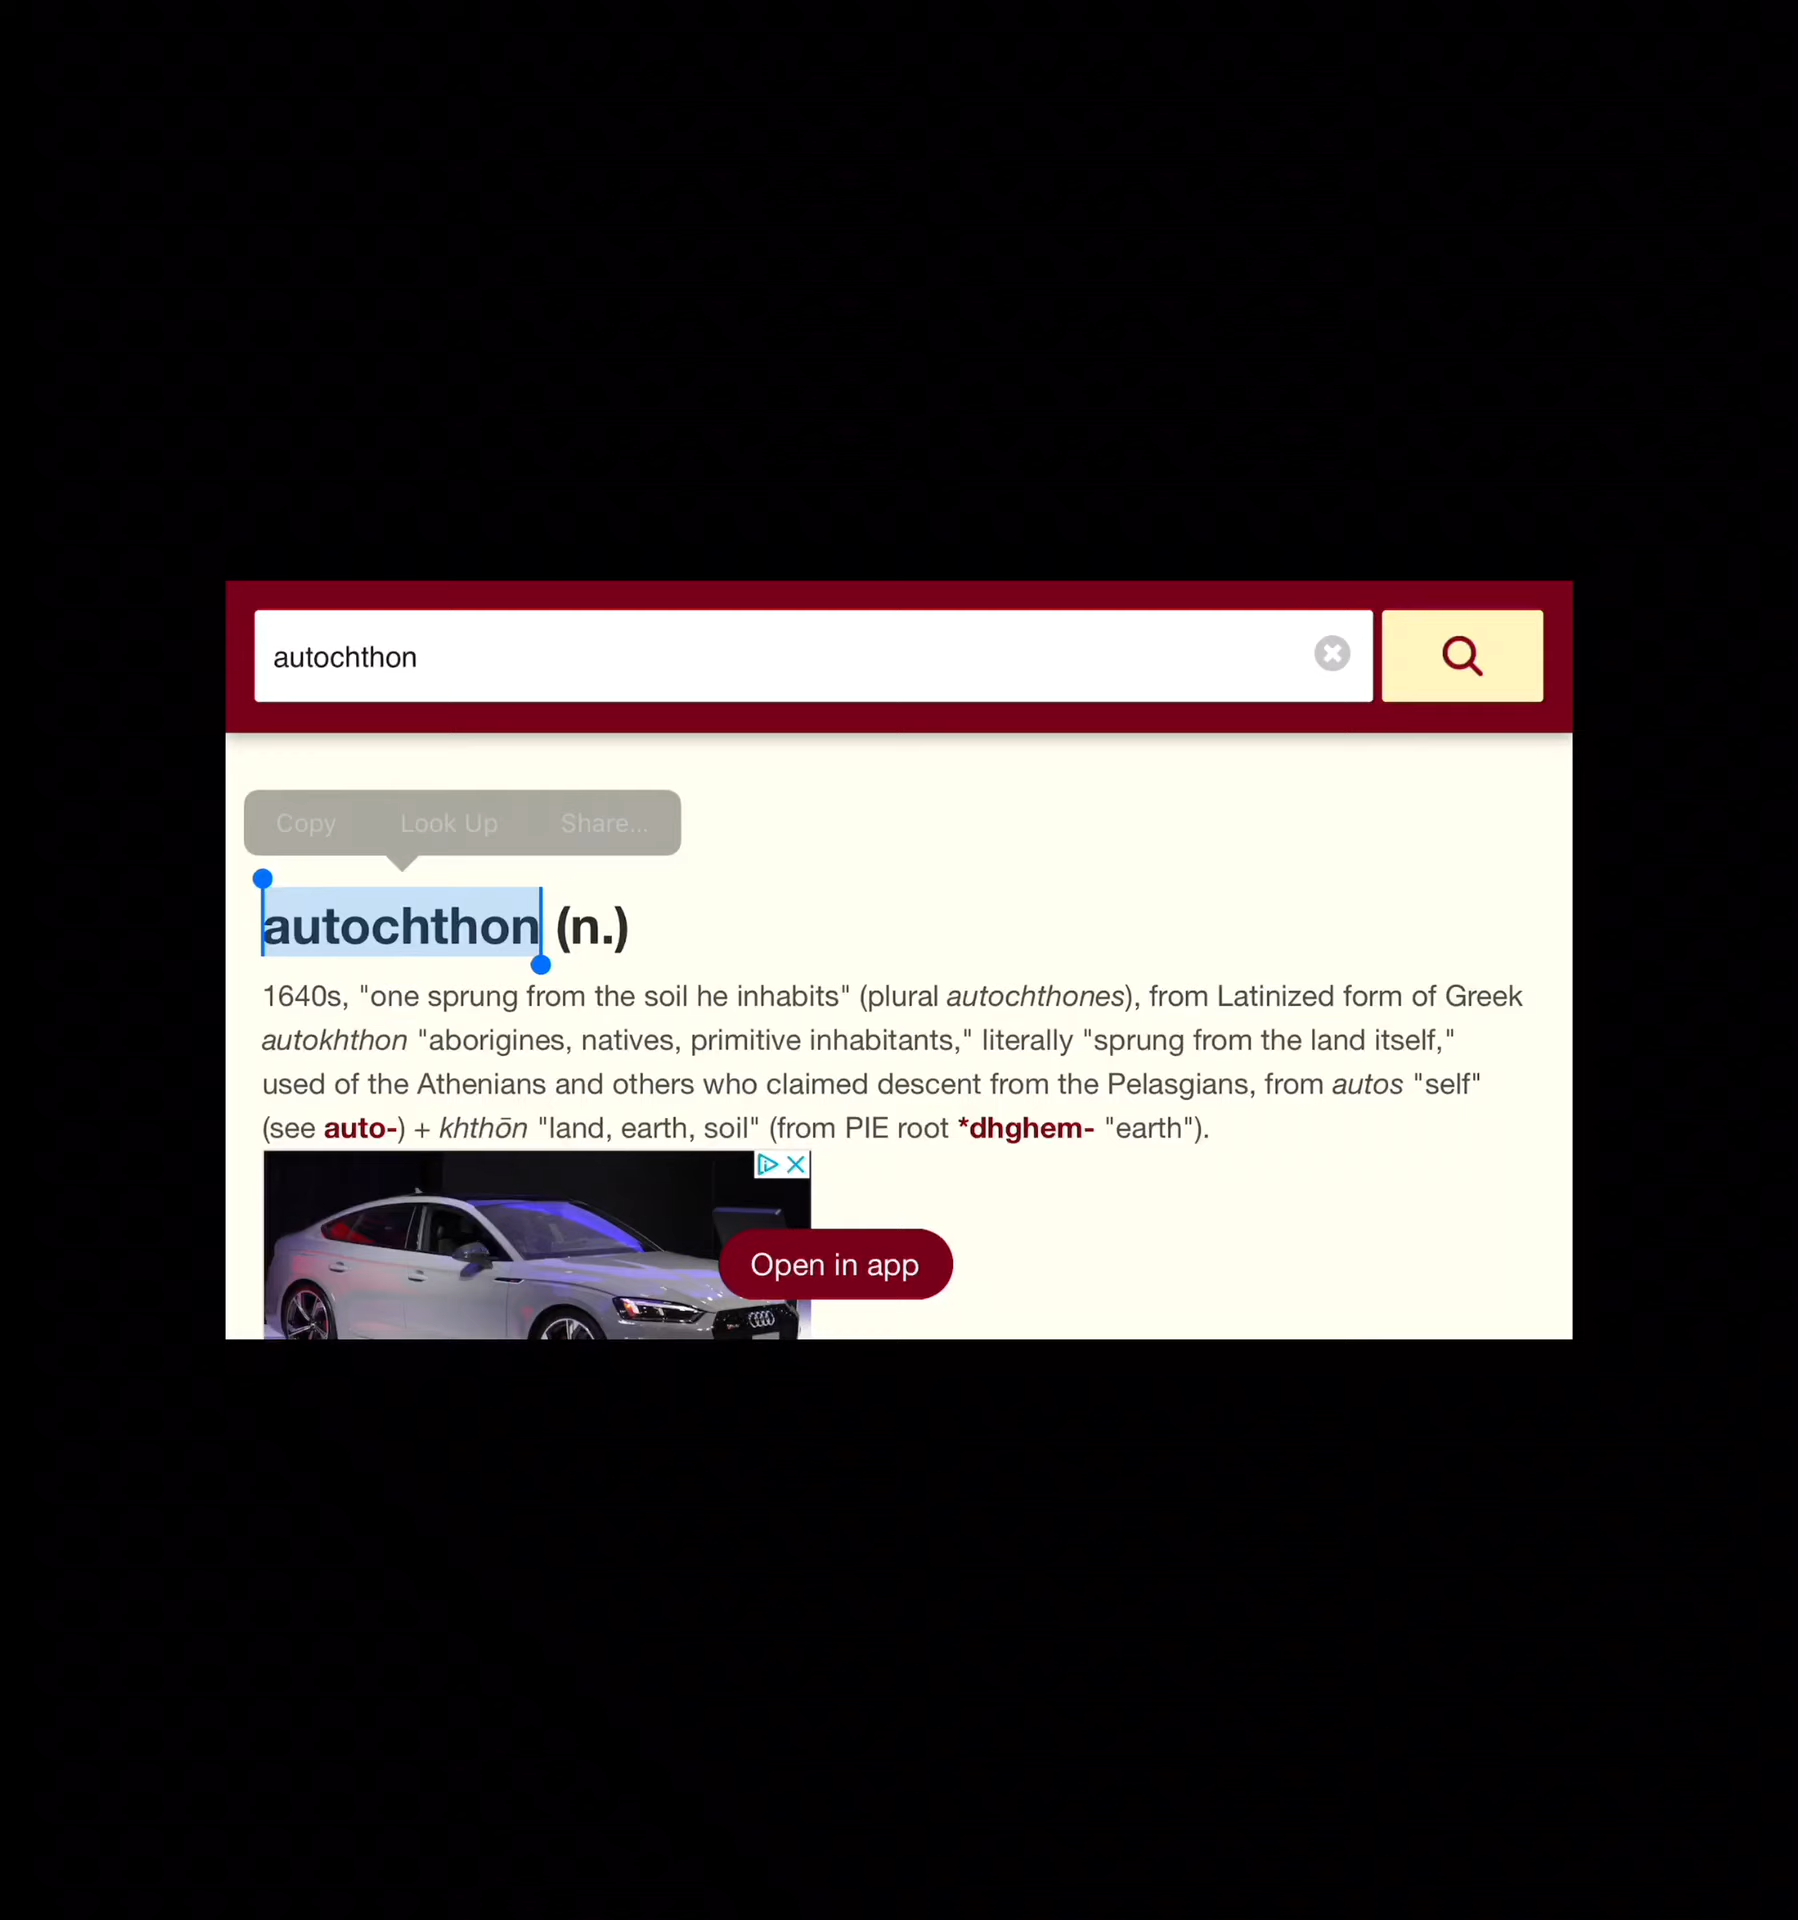 autochthon
Copy Look Up Share...
autochthon (n.)
1640s, "one sprung from the soil he inhabits" (plural autochthones), from Latinized form of Greek
autokhthon "aborigines, natives, primitive inhabitants," literally "sprung from the land itself,"
used of the Athenians and others who claimed descent from the Pelasgians, from autos "self"
(see auto-) + khthōn "land, earth, soil" (from PIE root *dhghem- "earth").
Open in app